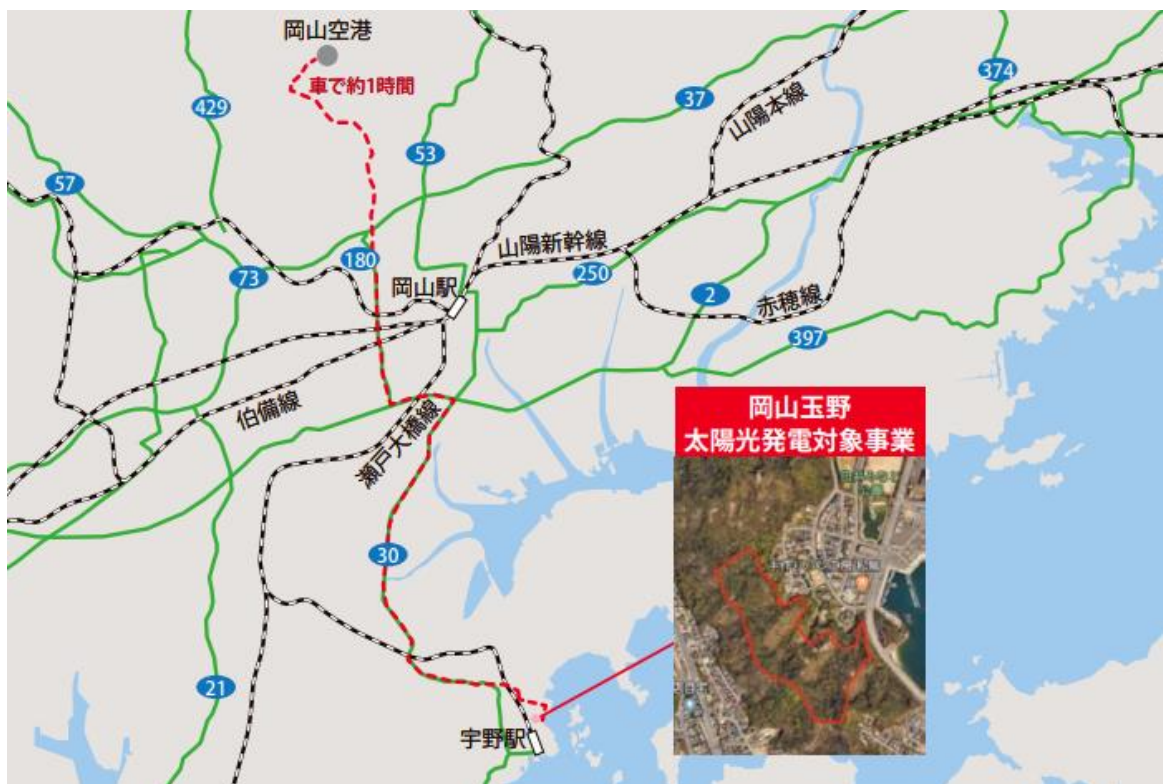 岡山空港
車で約1時間
429
53
37
374
山陽本線
57
180
73
山陽新幹線
250
岡山駅
2
赤穂線
397
伯備線
瀬戸大橋線
岡山玉野
太陽光発電対象事業
30
21
宇野駅